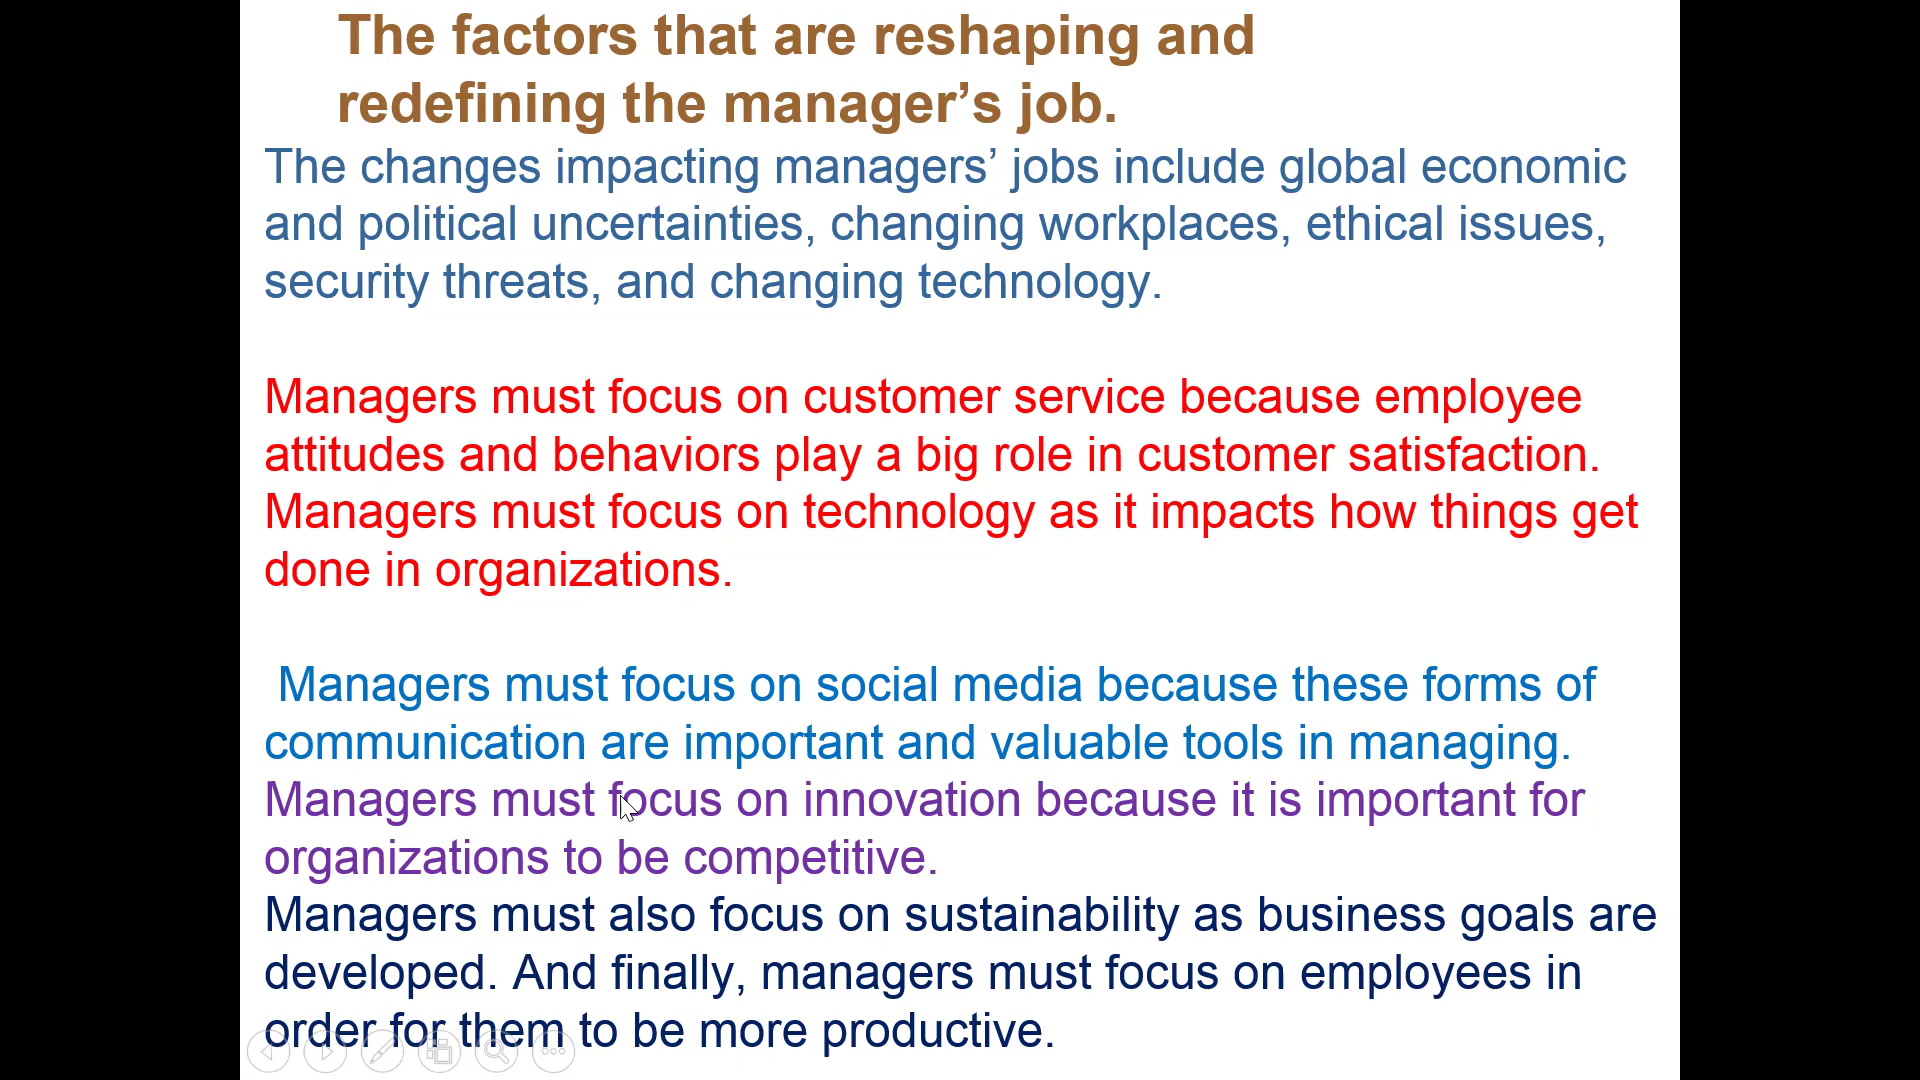 The factors that are reshaping and
redefining the manager’s job.
The changes impacting managers’ jobs include global economic
and political uncertainties, changing workplaces, ethical issues,
security threats, and changing technology.
Managers must focus on customer service because employee
attitudes and behaviors play a big role in customer satisfaction.
Managers must focus on technology as it impacts how things get
done in organizations.
Managers must focus on social media because these forms of
communication are important and valuable tools in managing.
Managers must focus on innovation because it is important for
organizations to be competitive.
Managers must also focus on sustainability as business goals are
developed. And finally, managers must focus on employees in
order for them to be more productive.